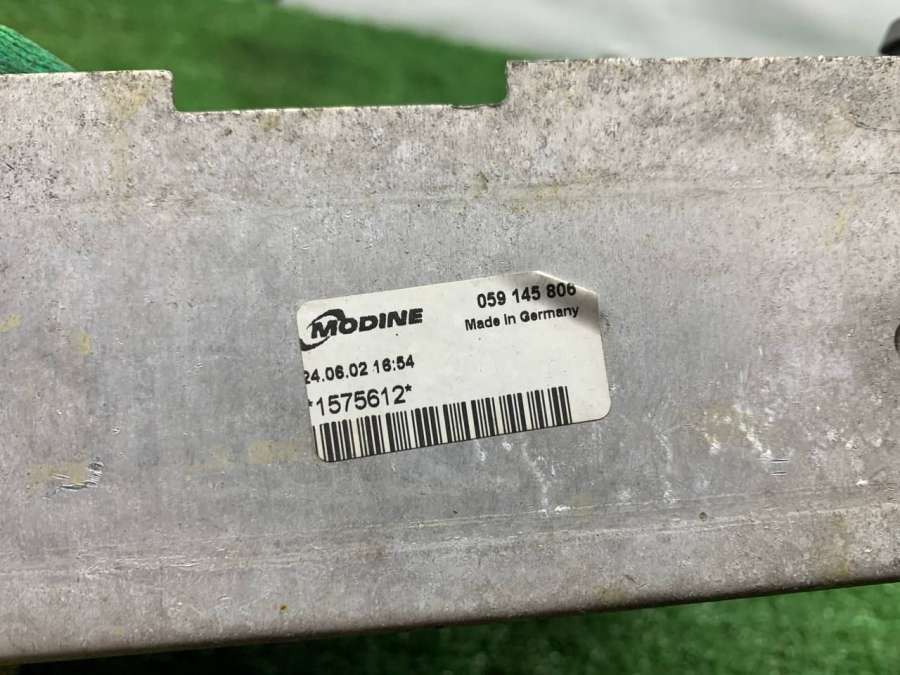 MODINE
059 145 806
Made in Germany
24.06.02 16:54
*1575612*